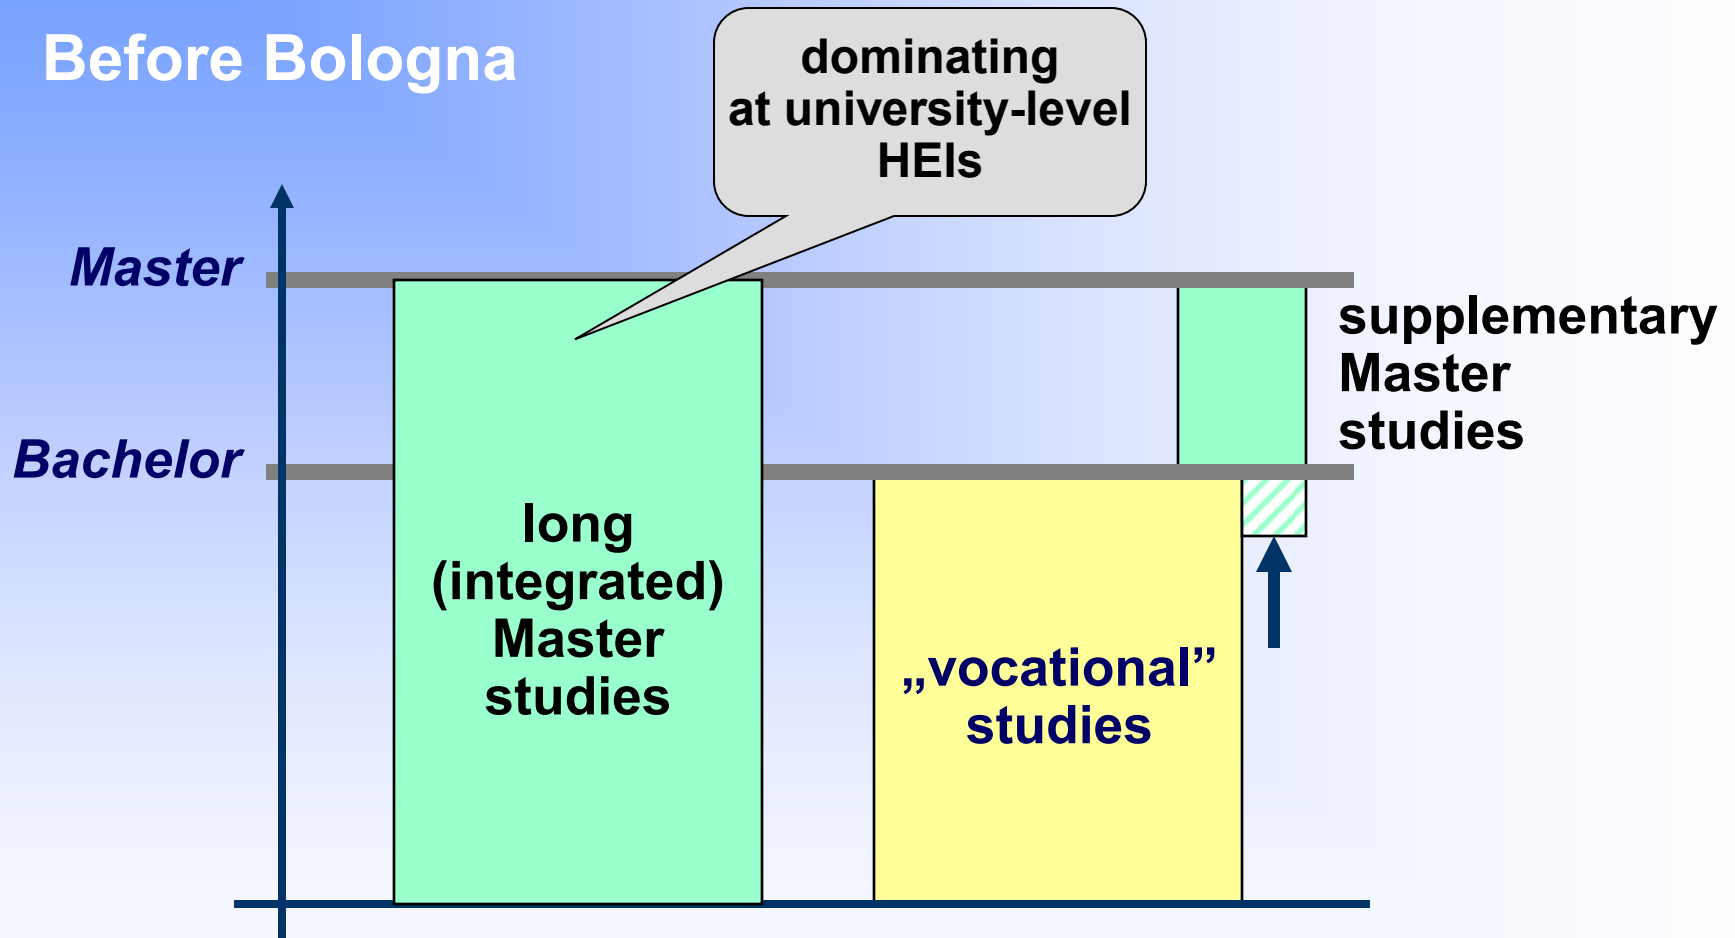 Before Bologna
dominating
at university-level
HEIs
Master
supplementary
Master
studies
Bachelor
long
(integrated)
Master
studies
„vocational”
studies